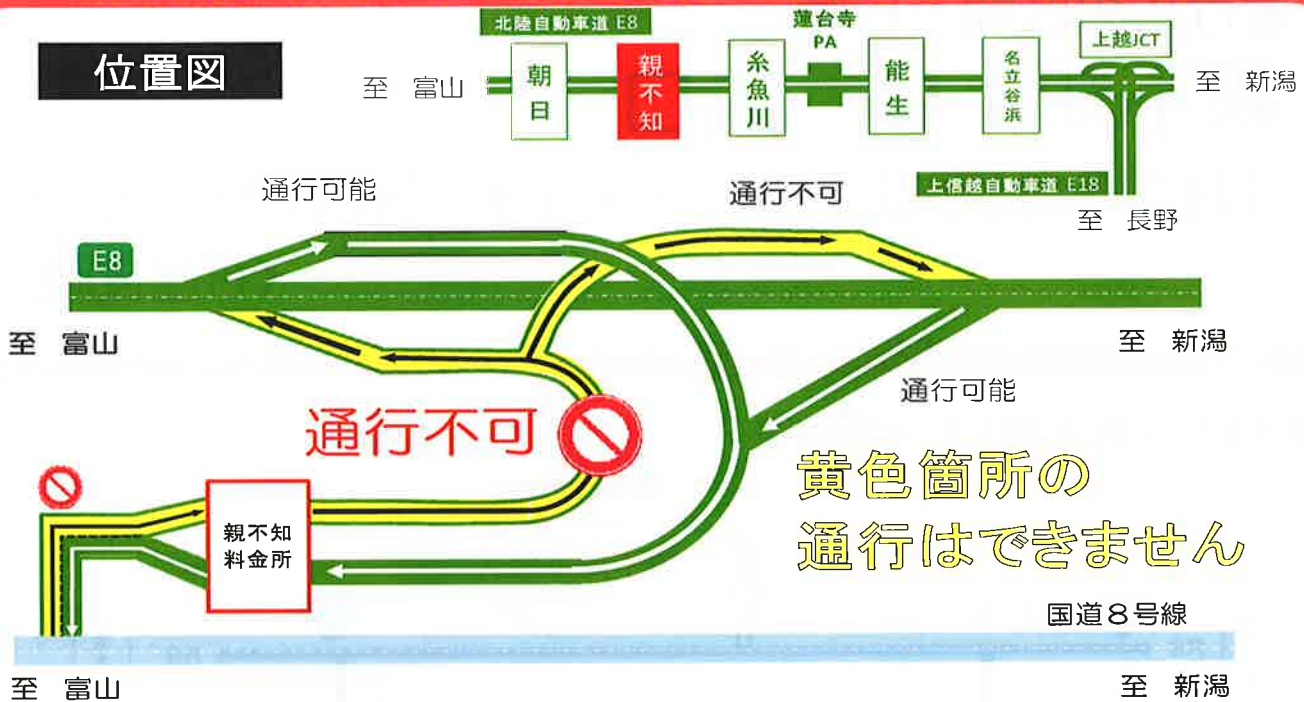 北陸自動車道 E8
蓮台寺
PA
上越JCT
位置図
至 富山
朝日
親不知
糸魚川
能生
名立谷浜
至 新潟
上信越自動車道 E18
至 長野
通行可能
通行不可
E8
至 富山
至 新潟
通行可能
通行不可
黄色箇所の
通行はできません
親不知
料金所
国道8号線
至 富山
至 新潟